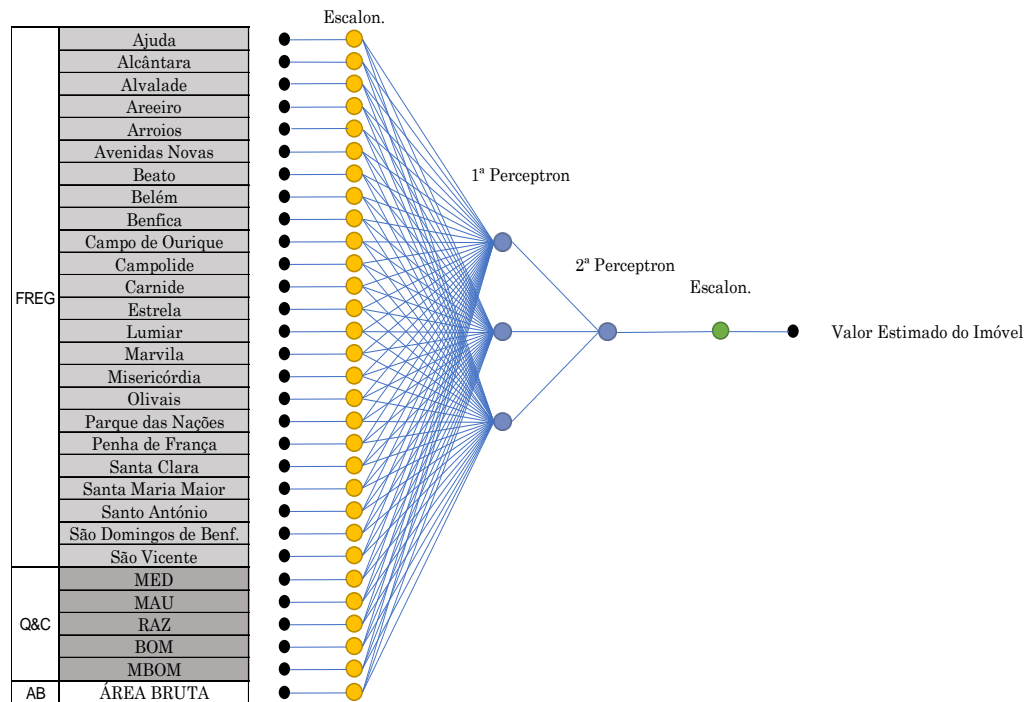 Escalon.
Ajuda
Alcântara
Alvalade
Areeiro
Arroios
Avenidas Novas
Beato
1ª Perceptron
Belém
Benfica
Campo de Ourique
Campolide
2ª Perceptron
Carnide
Escalon.
FREG
Estrela
Lumiar
Valor Estimado do Imóvel
Marvila
Misericórdia
Olivais
Parque das Nações
Penha de França
Santa Clara
Santa Maria Maior
Santo António
São Domingos de Benf.
São Vicente
MED
MAU
Q&C
RAZ
BOM
MBOM
AB
ÁREA BRUTA